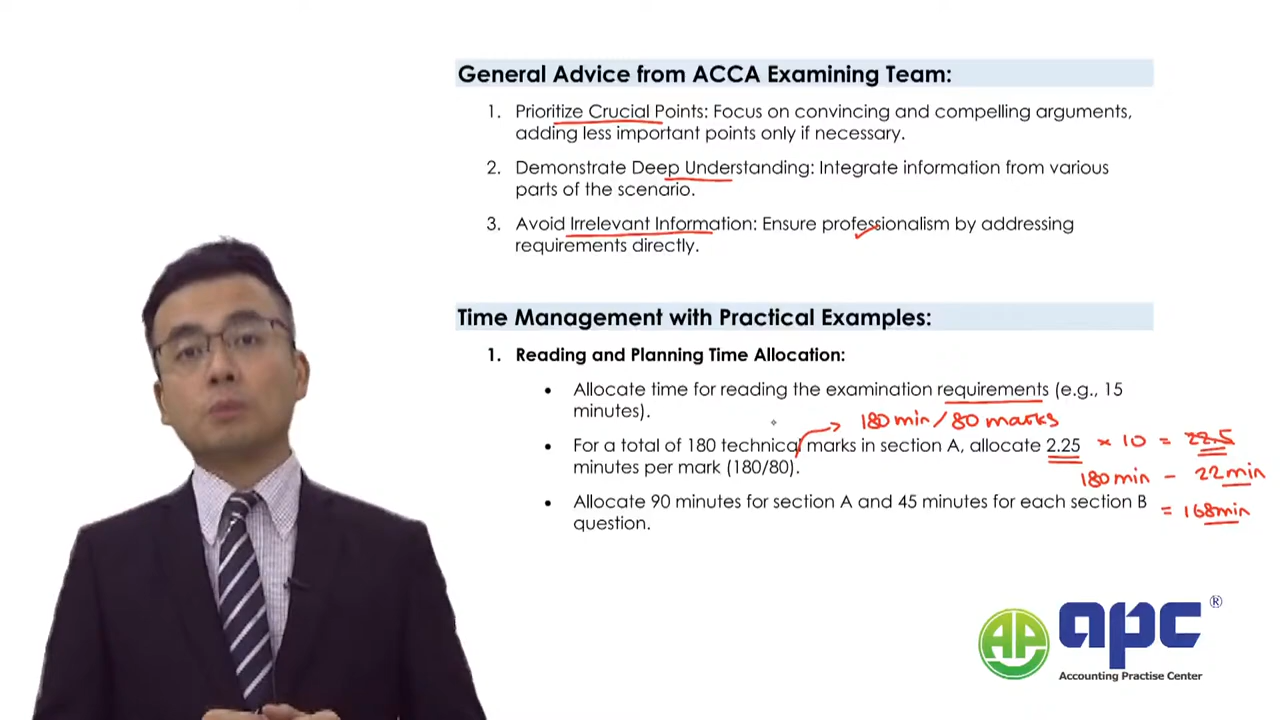 General Advice from ACCA Examining Team:
1. Prioritize Crucial Points: Focus on convincing and compelling arguments,
adding less important points only if necessary.
2. Demonstrate Deep Understanding: Integrate information from various
parts of the scenario.
3. Avoid Irrelevant Information: Ensure professionalism by addressing
requirements directly.
Time Management with Practical Examples:
1. Reading and Planning Time Allocation:
• Allocate time for reading the examination requirements (e.g., 15
minutes).
180 min / 80 marks
• For a total of 180 technical marks in section A, allocate 2.25 × 10 = 22.5
minutes per mark (180/80).
180 min - 22 min
• Allocate 90 minutes for section A and 45 minutes for each section B
= 168 min
question.
AP
apc ®
Accounting Practise Center